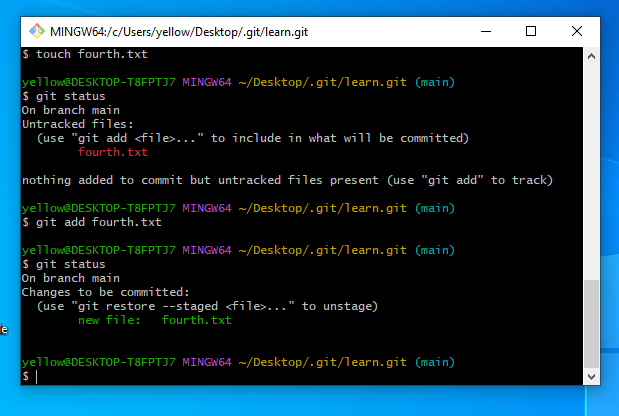 MINGW64:/c/Users/yellow/Desktop/.git/learn.git
$ touch fourth.txt
yellow@DESKTOP-T8FPTJ7 MINGW64 ~/Desktop/.git/learn.git (main)
$ git status
On branch main
Untracked files:
  (use "git add <file>..." to include in what will be committed)
        fourth.txt
nothing added to commit but untracked files present (use "git add" to track)
yellow@DESKTOP-T8FPTJ7 MINGW64 ~/Desktop/.git/learn.git (main)
$ git add fourth.txt
yellow@DESKTOP-T8FPTJ7 MINGW64 ~/Desktop/.git/learn.git (main)
$ git status
On branch main
Changes to be committed:
  (use "git restore --staged <file>..." to unstage)
        new file:   fourth.txt
e
yellow@DESKTOP-T8FPTJ7 MINGW64 ~/Desktop/.git/learn.git (main)
$